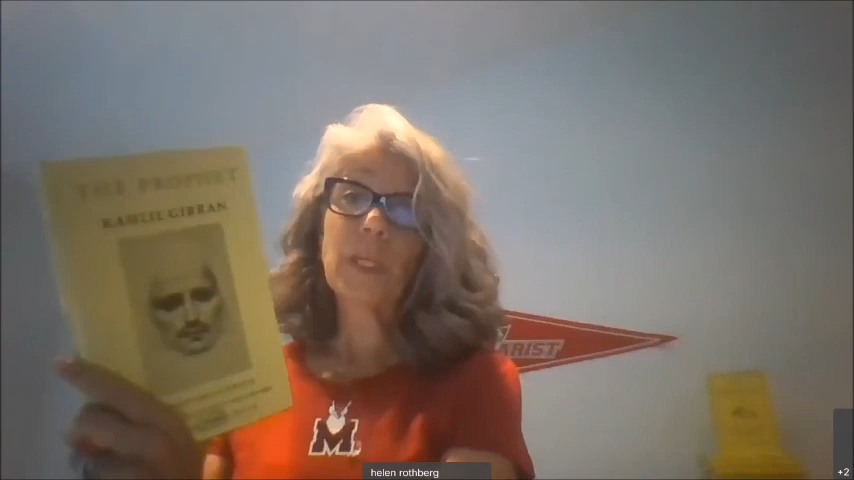 THE PROPHET
KAHLIL GIBRAN
ARIST
M
helen rothberg
+2